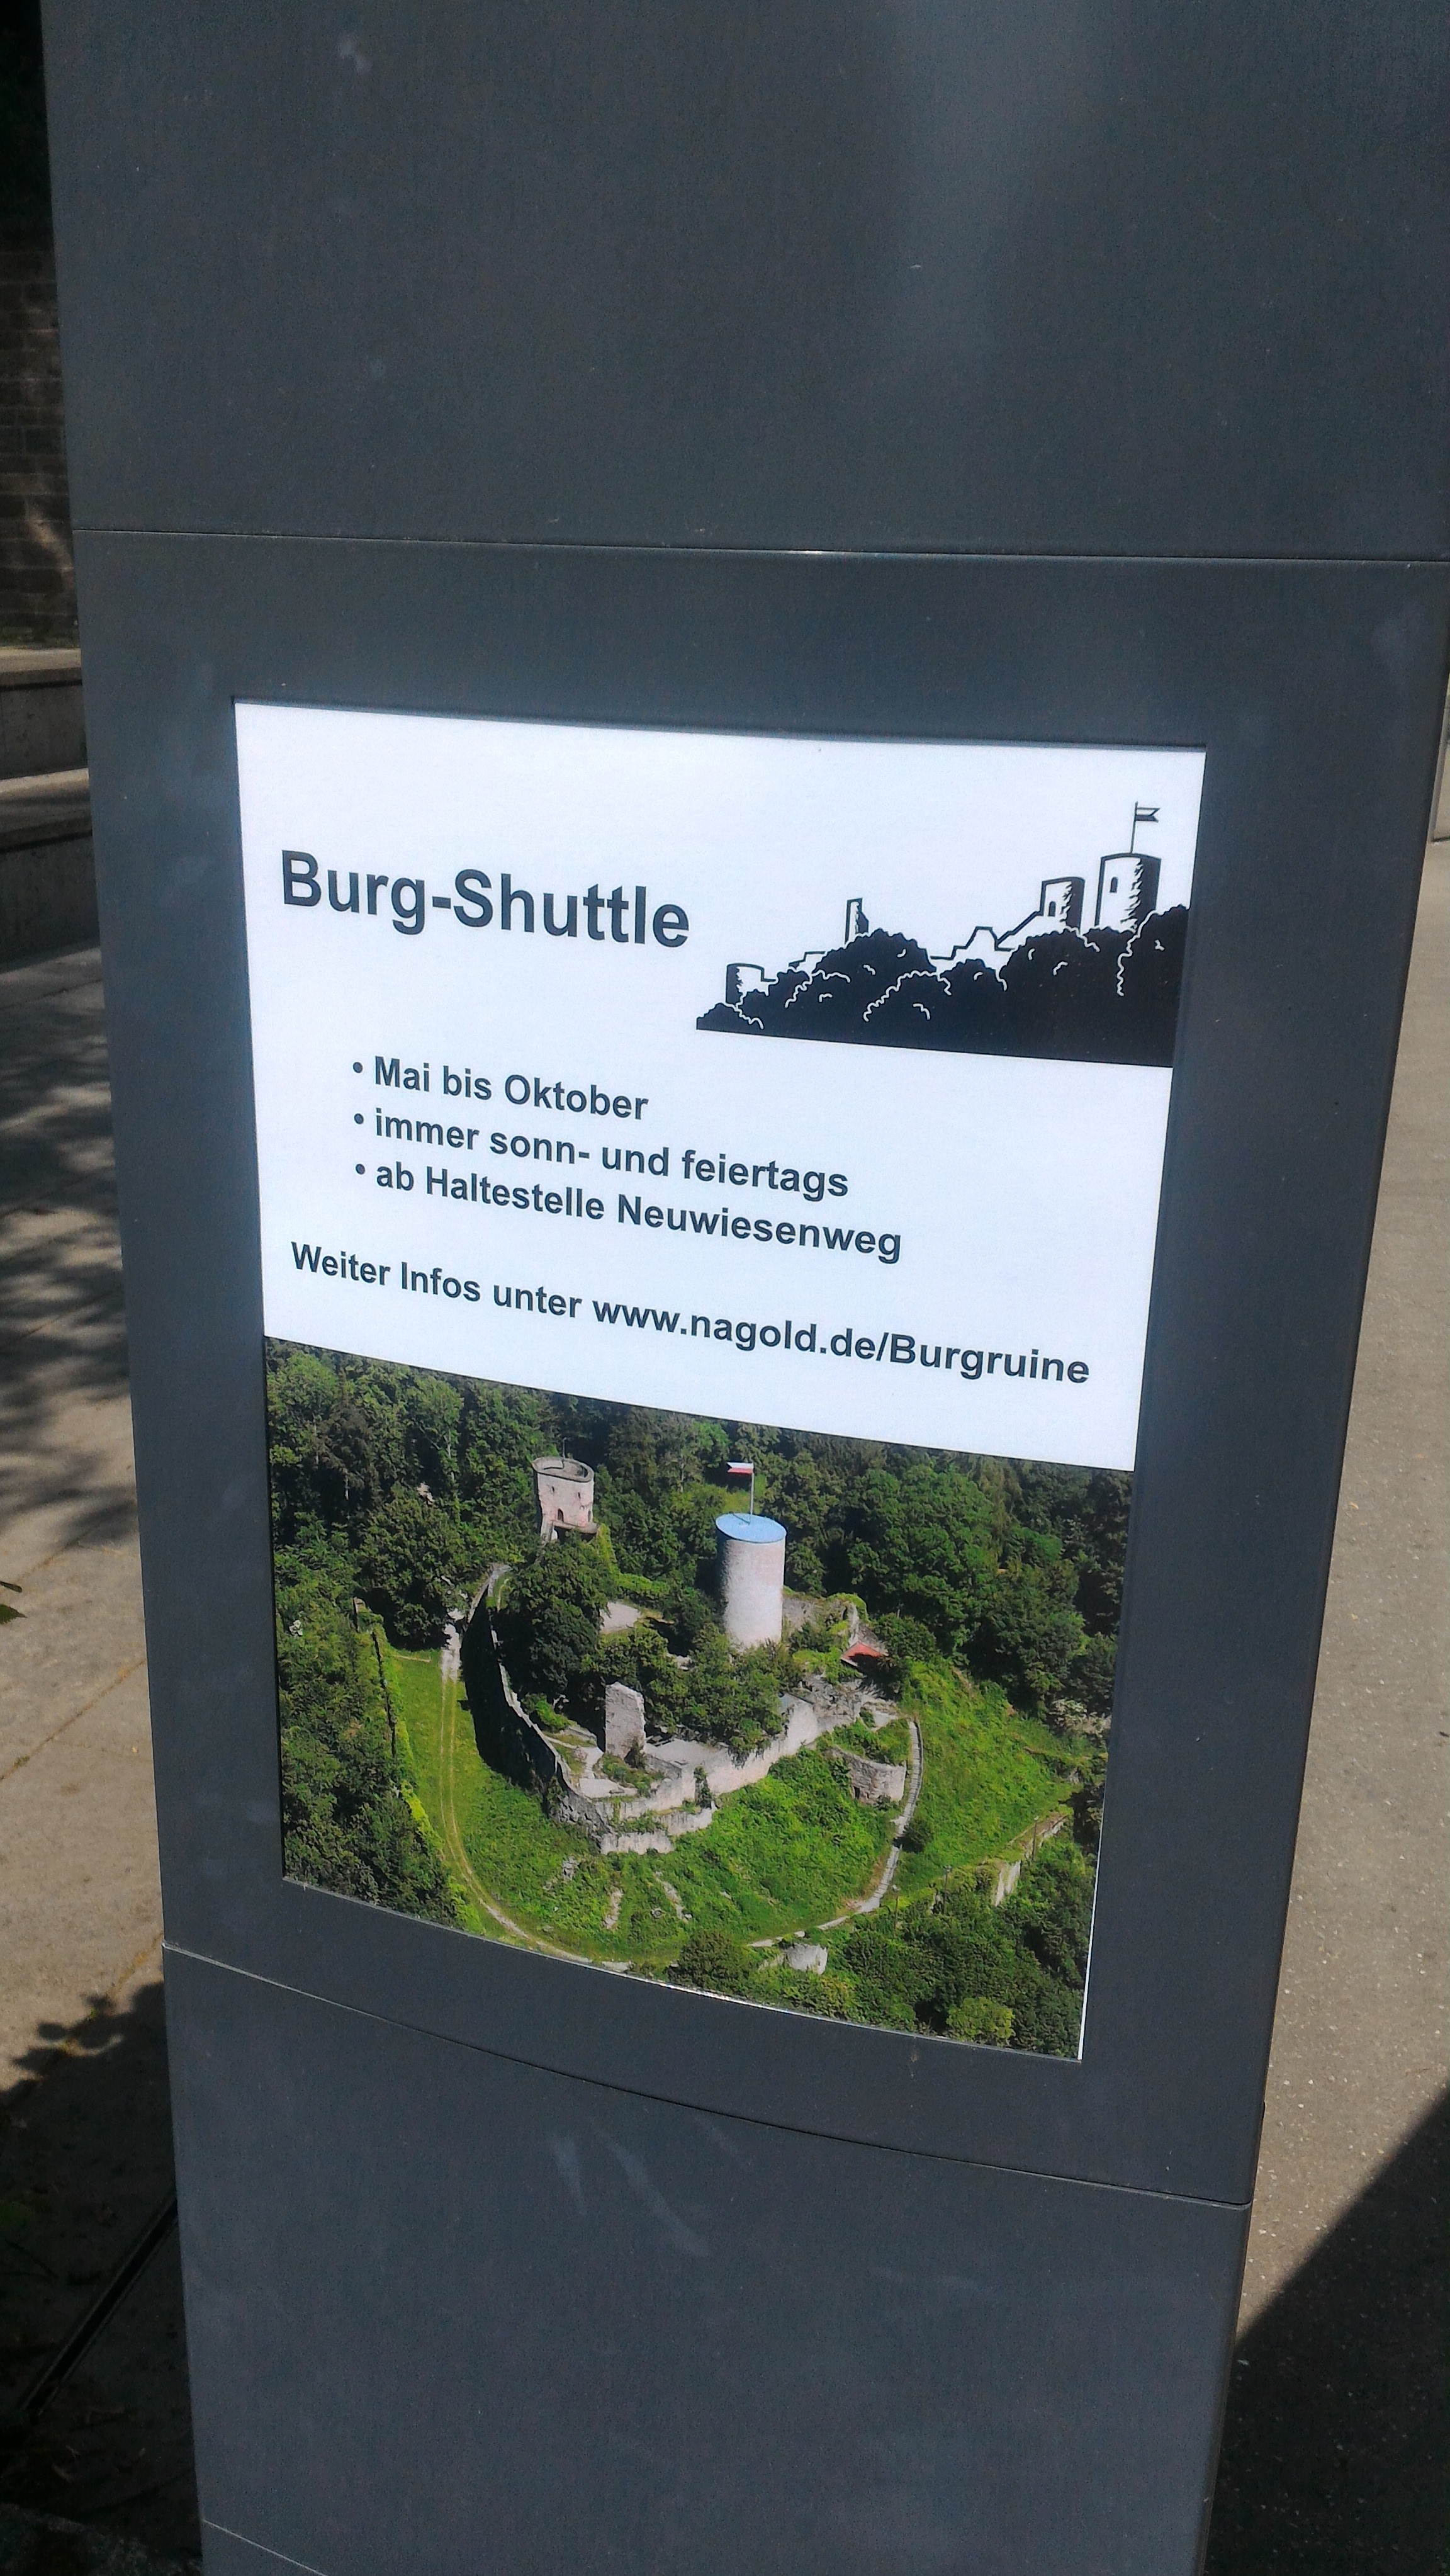 Burg-Shuttle
• Mai bis Oktober
• immer sonn- und feiertags
• ab Haltestelle Neuwiesenweg
Weiter Infos unter www.nagold.de/Burgruine